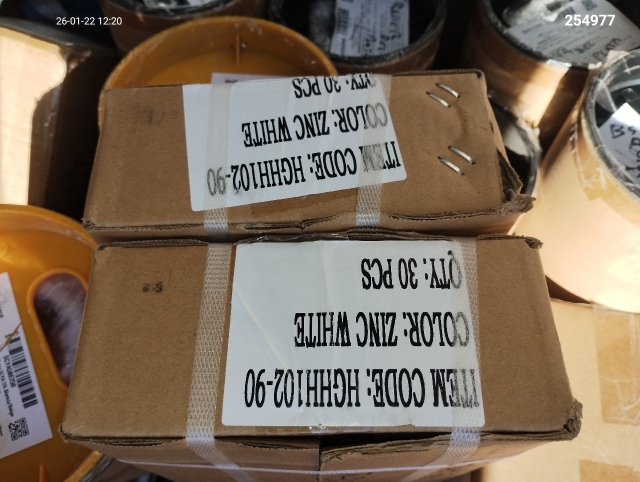 26-01-22 12:20
254977
ITEM CODE: HGHH102-90
COLOR: ZINC WHITE
QTY: 30 PCS
ITEM CODE: HGHH102-90
COLOR: ZINC WHITE
QTY: 30 PCS